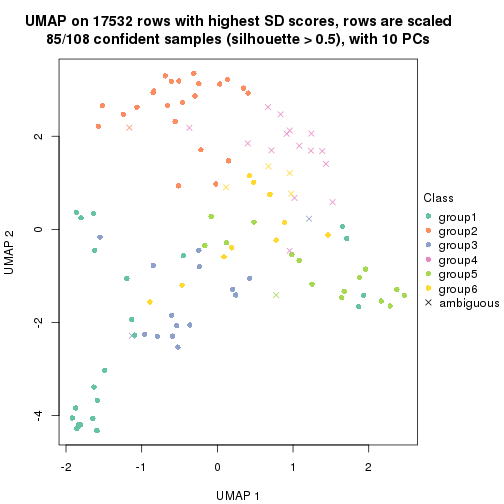 UMAP on 17532 rows with highest SD scores, rows are scaled
85/108 confident samples (silhouette > 0.5), with 10 PCs
UMAP 2
2
0
-2
-4
-2
-1
0
1
2
UMAP 1
Class
group1
group2
group3
group4
group5
group6
ambiguous